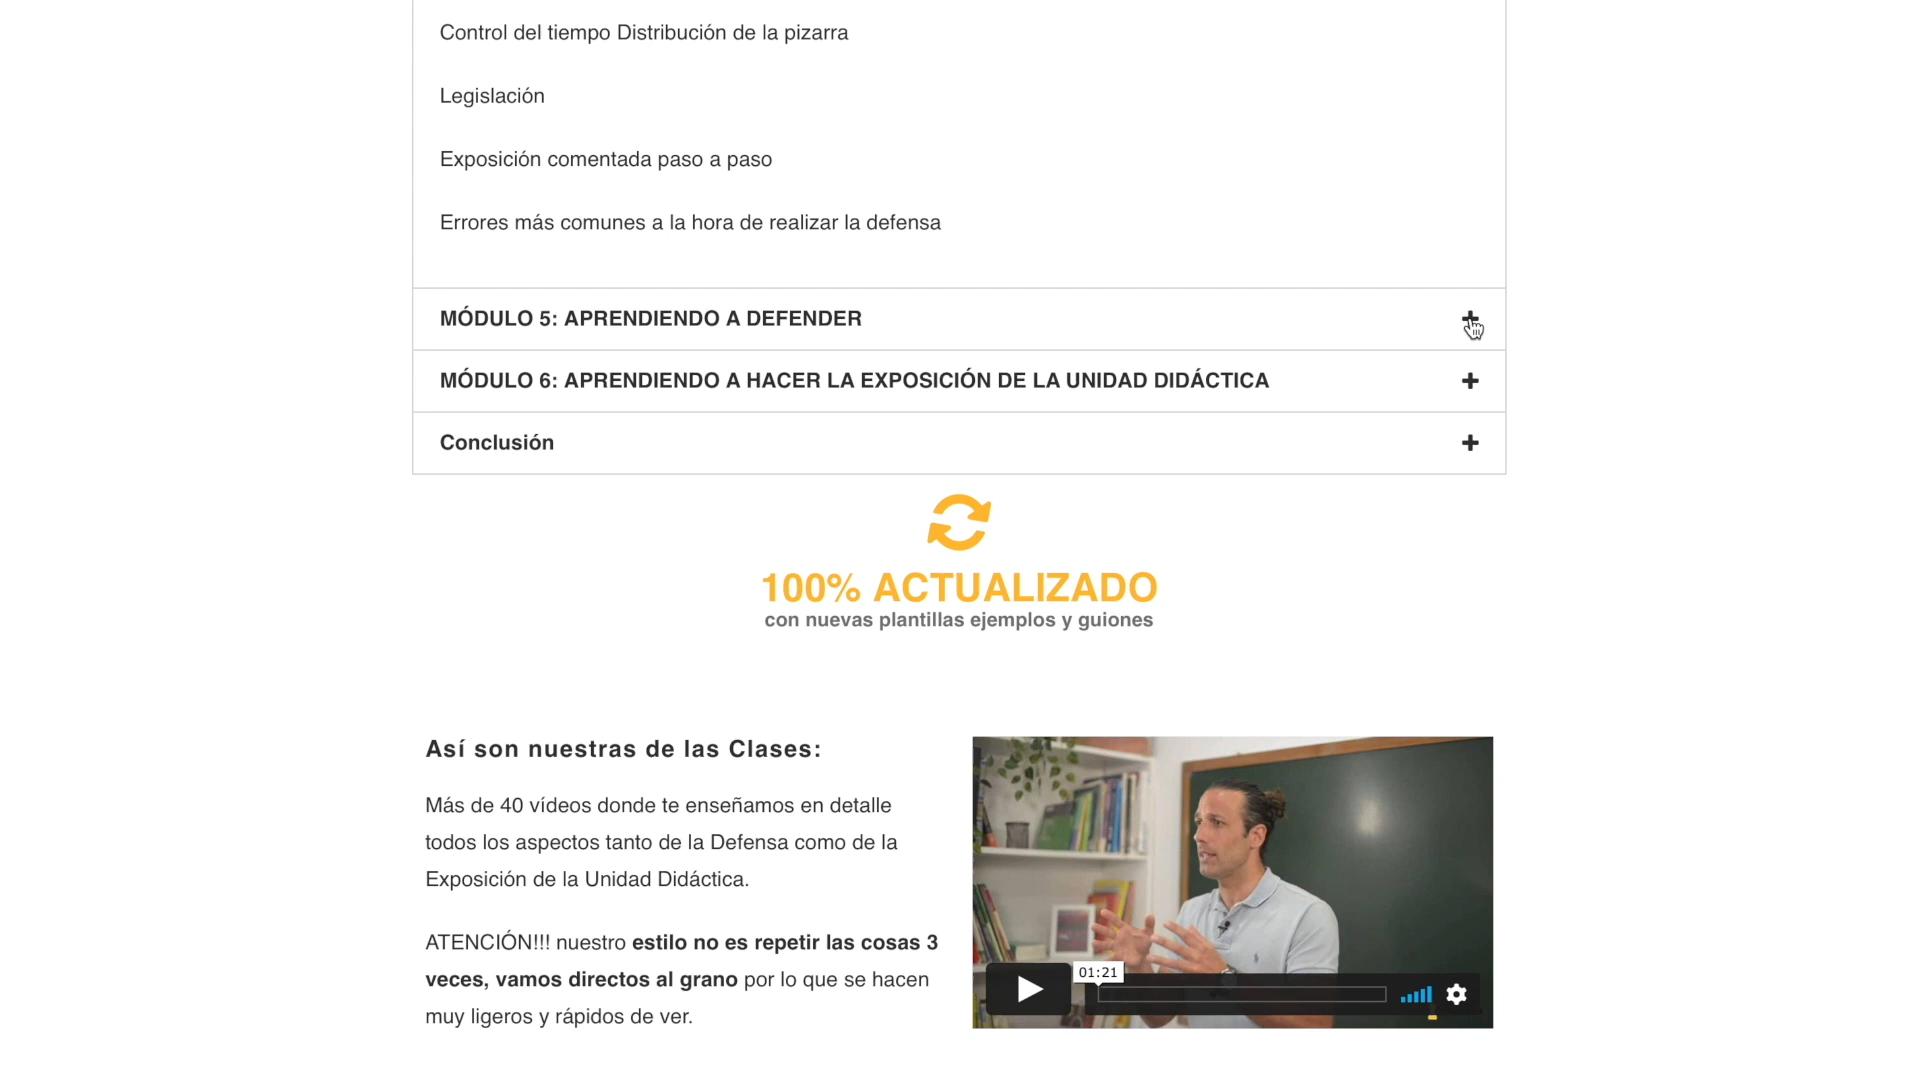 Control del tiempo Distribución de la pizarra
Legislación
Exposición comentada paso a paso
Errores más comunes a la hora de realizar la defensa
MÓDULO 5: APRENDIENDO A DEFENDER
MÓDULO 6: APRENDIENDO A HACER LA EXPOSICIÓN DE LA UNIDAD DIDÁCTICA
Conclusión
100% ACTUALIZADO
con nuevas plantillas ejemplos y guiones
Así son nuestras de las Clases:
Más de 40 vídeos donde te enseñamos en detalle
todos los aspectos tanto de la Defensa como de la
Exposición de la Unidad Didáctica.
ATENCIÓN!!! nuestro estilo no es repetir las cosas 3
veces, vamos directos al grano por lo que se hacen
muy ligeros y rápidos de ver.
01:21